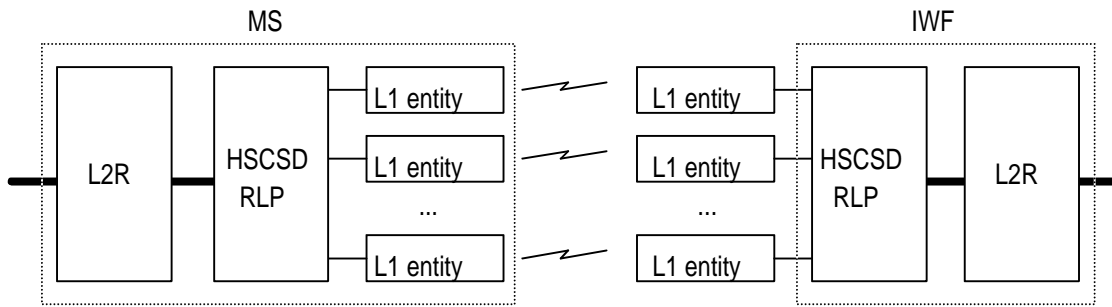 MS
IWF
L1 entity
L1 entity
HSCSD
RLP
L2R
L1 entity
L1 entity
HSCSD
RLP
L2R
...
...
L1 entity
L1 entity